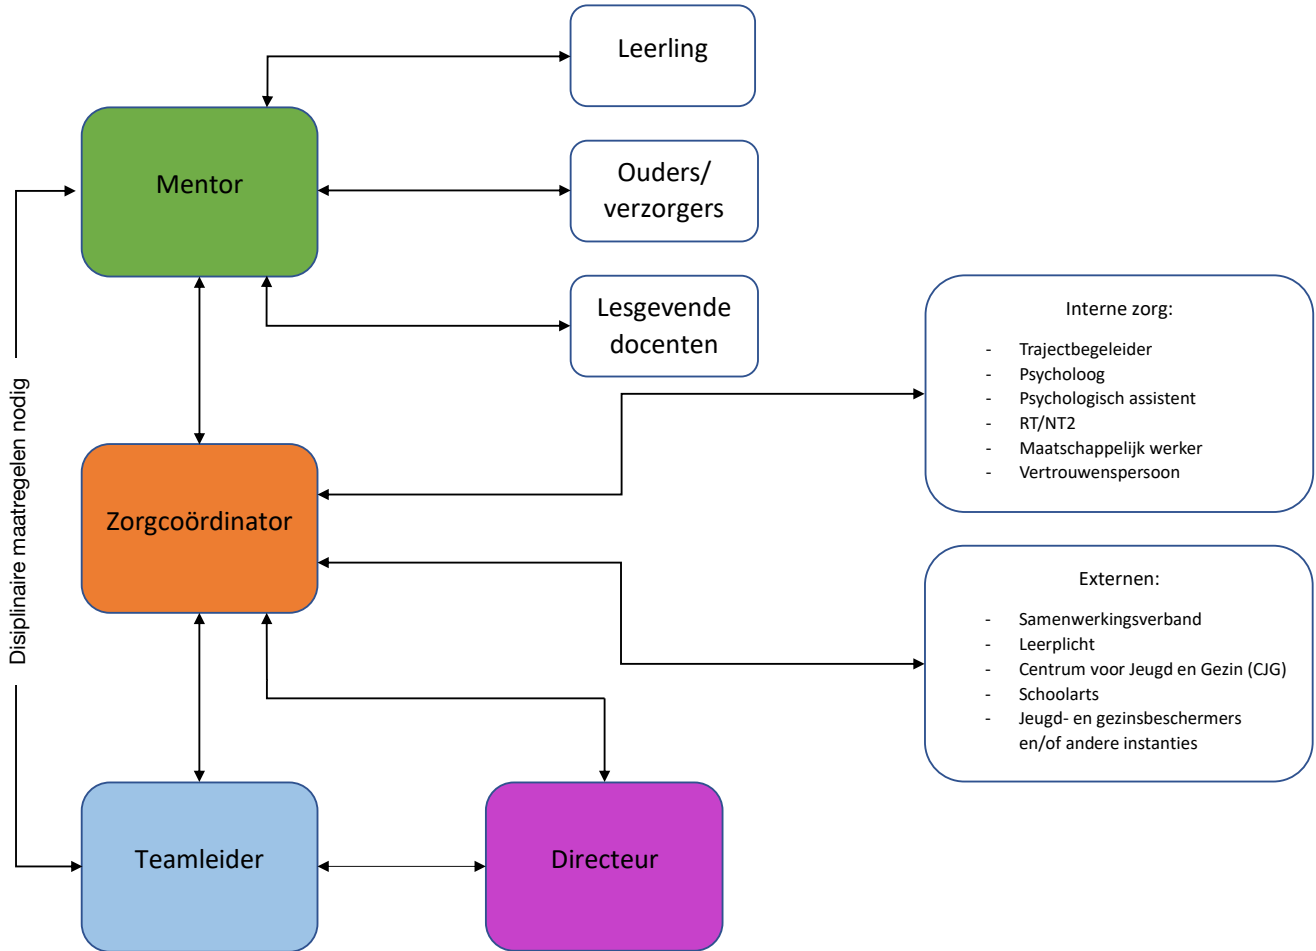 Leerling
Mentor
Ouders/
verzorgers
Lesgevende
docenten
Disiplinaire maatregelen nodig
Interne zorg:
- Trajectbegeleider
- Psycholoog
- Psychologisch assistent
- RT/NT2
- Maatschappelijk werker
- Vertrouwenspersoon
Zorgcoördinator
Externen:
- Samenwerkingsverband
- Leerplicht
- Centrum voor Jeugd en Gezin (CJG)
- Schoolarts
- Jeugd- en gezinsbeschermers
en/of andere instanties
Teamleider
Directeur